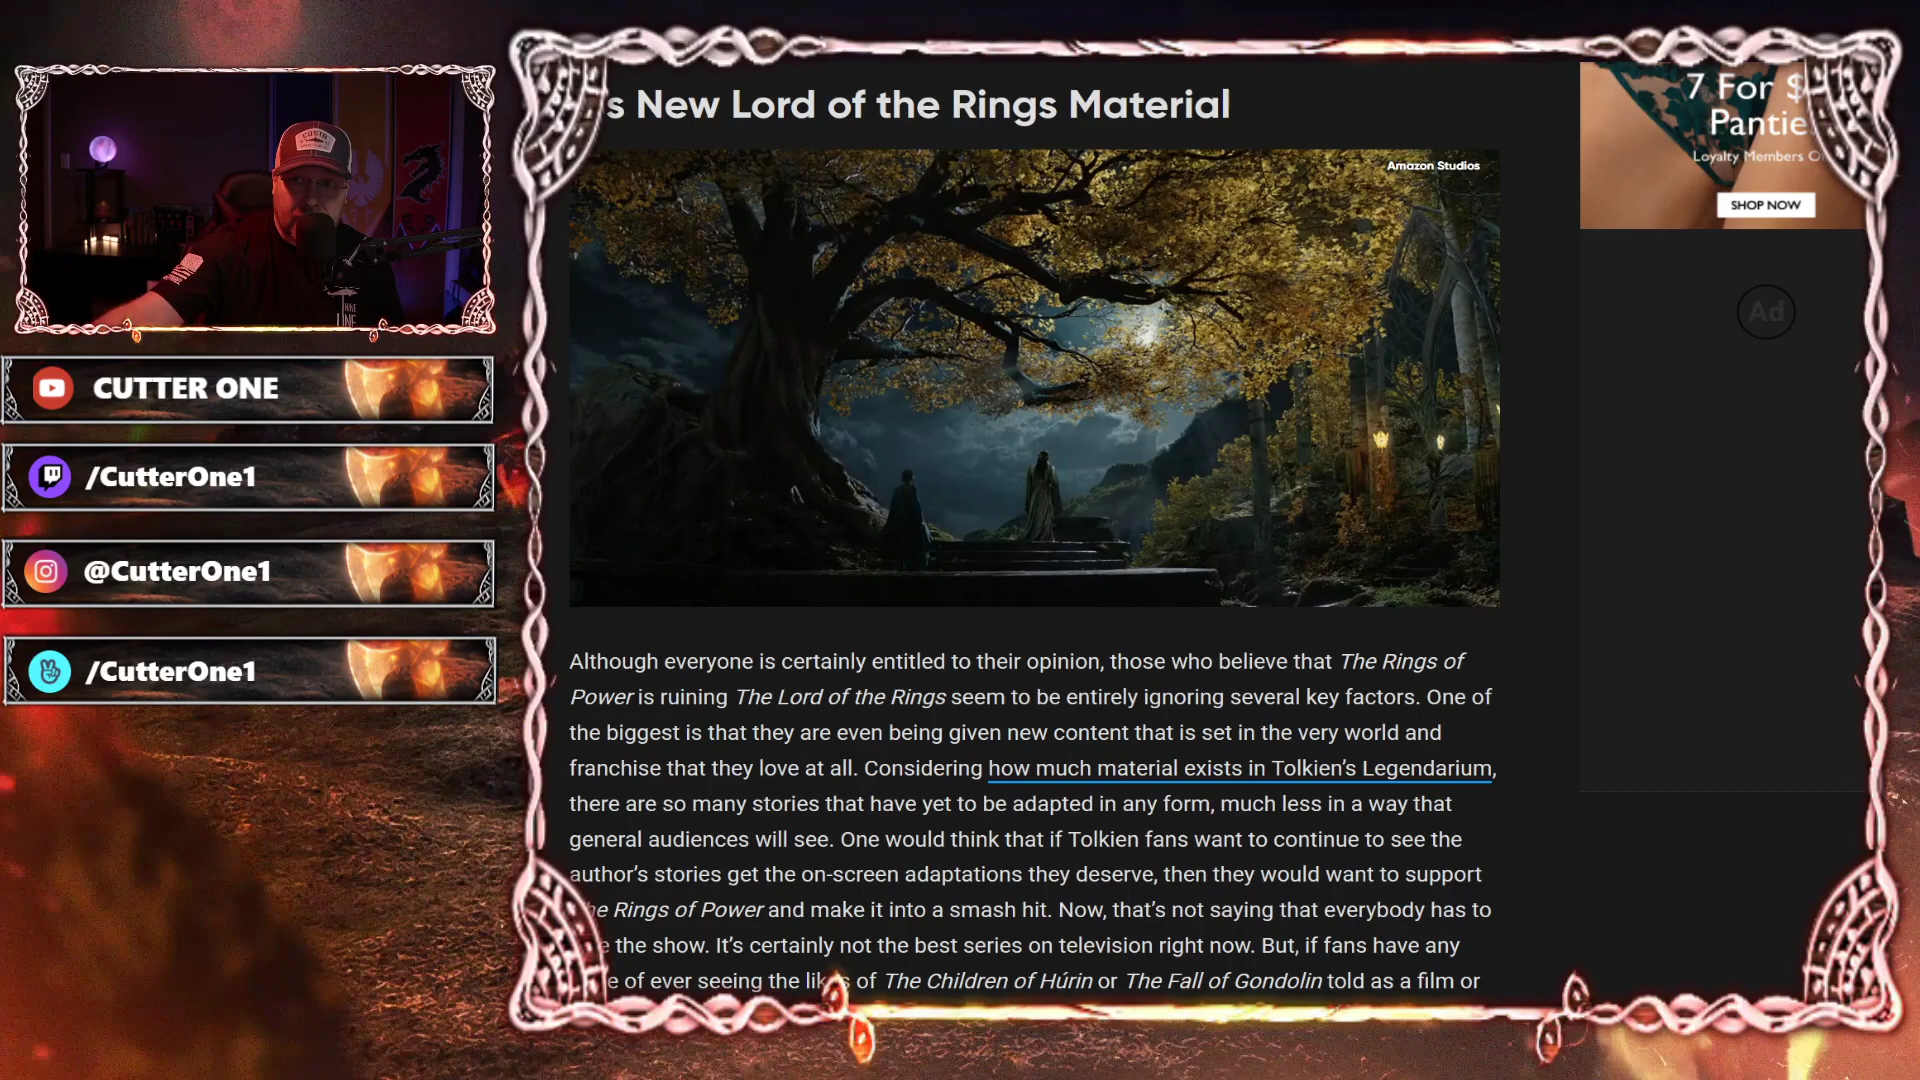 s New Lord of the Rings Material
Amazon Studios
7 For $
Pantie
Loyalty Members O
SHOP NOW
Ad
COSTA
CUTTER ONE
/CutterOne1
@CutterOne1
/CutterOne1
Although everyone is certainly entitled to their opinion, those who believe that The Rings of
Power is ruining The Lord of the Rings seem to be entirely ignoring several key factors. One of
the biggest is that they are even being given new content that is set in the very world and
franchise that they love at all. Considering how much material exists in Tolkien’s Legendarium,
there are so many stories that have yet to be adapted in any form, much less in a way that
general audiences will see. One would think that if Tolkien fans want to continue to see the
author’s stories get the on-screen adaptations they deserve, then they would want to support
he Rings of Power and make it into a smash hit. Now, that’s not saying that everybody has to
e the show. It’s certainly not the best series on television right now. But, if fans have any
e of ever seeing the likes of The Children of Húrin or The Fall of Gondolin told as a film or